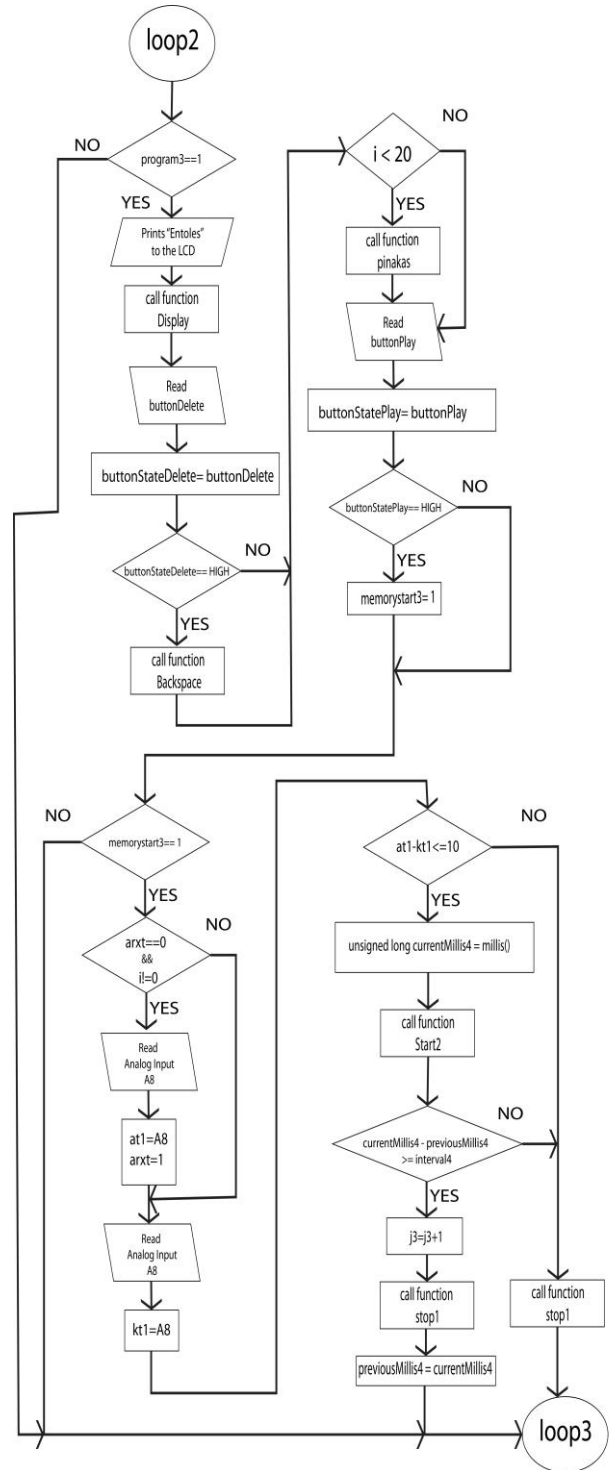 loop2
program3==1
NO
YES
Prints "Entoles"
to the LCD
call function
Display
Read
buttonDelete
buttonStateDelete= buttonDelete
buttonStateDelete== HIGH
NO
YES
call function
Backspace
i < 20
NO
YES
call function
pinakas
Read
buttonPlay
buttonStatePlay= buttonPlay
buttonStatePlay== HIGH
NO
YES
memorystart3= 1
memorystart3== 1
NO
YES
arxt==0
&&
i!=0
NO
YES
Read
Analog Input
A8
at1=A8
arxt=1
Read
Analog Input
A8
kt1=A8
at1-kt1<=10
NO
YES
unsigned long currentMillis4 = millis()
call function
Start2
currentMillis4 - previousMillis4
>= interval4
NO
YES
j3=j3+1
call function
stop1
previousMillis4 = currentMillis4
call function
stop1
loop3